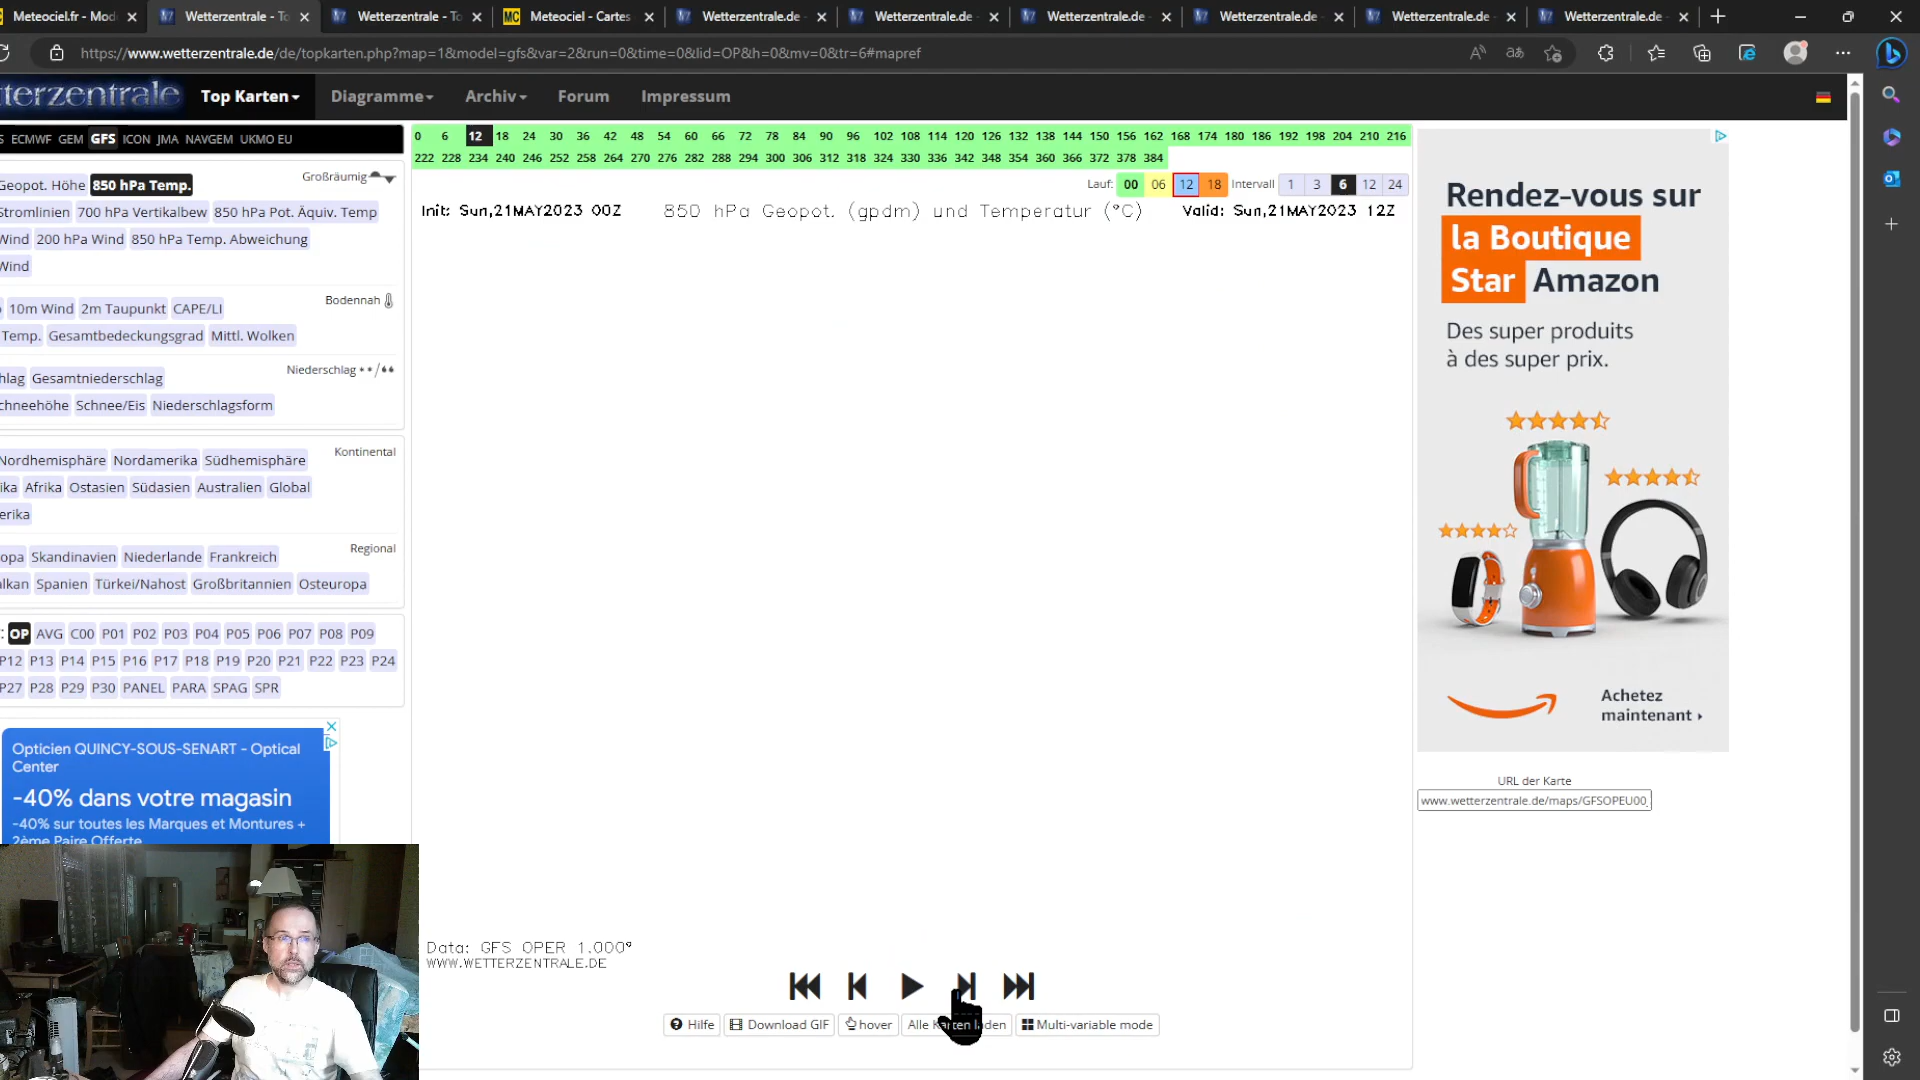 Meteociel.fr - Mod
Wetterzentrale - To
Wetterzentrale - To
MC Meteociel - Cartes
Wetterzentrale.de -
Wetterzentrale.de -
Wetterzentrale.de -
Wetterzentrale.de -
Wetterzentrale.de -
Wetterzentrale.de -
https://www.wetterzentrale.de/de/topkarten.php?map=1&model=gfs&var=2&run=0&time=0&lid=OP&h=0&mv=0&tr=6#mapref
terzentrale Top Karten Diagramme Archiv Forum Impressum
S ECMWF GEM GFS ICON JMA NAVGEM UKMO EU
Großräumig
Geopot. Höhe 850 hPa Temp.
Stromlinien 700 hPa Vertikalbew 850 hPa Pot. Äquiv. Temp
Wind 200 hPa Wind 850 hPa Temp. Abweichung
Wind
Bodennah
10m Wind 2m Taupunkt CAPE/LI
Temp. Gesamtbedeckungsgrad Mittl. Wolken
Niederschlag
hlag Gesamtniederschlag
chneehöhe Schnee/Eis Niederschlagsform
Kontinental
Nordhemisphäre Nordamerika Südhemisphäre
ika Afrika Ostasien Südasien Australien Global
erika
Regional
opa Skandinavien Niederlande Frankreich
alkan Spanien Türkei/Nahost Großbritannien Osteuropa
: OP AVG C00 P01 P02 P03 P04 P05 P06 P07 P08 P09
P12 P13 P14 P15 P16 P17 P18 P19 P20 P21 P22 P23 P24
P27 P28 P29 P30 PANEL PARA SPAG SPR
Opticien QUINCY-SOUS-SENART - Optical
Center
-40% dans votre magasin
-40% sur toutes les Marques et Montures +
2ème Paire Offerte
0 6 12 18 24 30 36 42 48 54 60 66 72 78 84 90 96 102 108 114 120 126 132 138 144 150 156 162 168 174 180 186 192 198 204 210 216
222 228 234 240 246 252 258 264 270 276 282 288 294 300 306 312 318 324 330 336 342 348 354 360 366 372 378 384
Lauf: 00 06 12 18 Intervall 1 3 6 12 24
Init: Sun,21MAY2023 00Z 850 hPa Geopot. (gpdm) und Temperatur (°C) Valid: Sun,21MAY2023 12Z
Data: GFS OPER 1.000°
WWW.WETTERZENTRALE.DE
Hilfe Download GIF hover Alle Karten laden Multi-variable mode
Rendez-vous sur
la Boutique
Star Amazon
Des super produits
à des super prix.
Achetez
maintenant
URL der Karte
www.wetterzentrale.de/maps/GFSOPEU00_